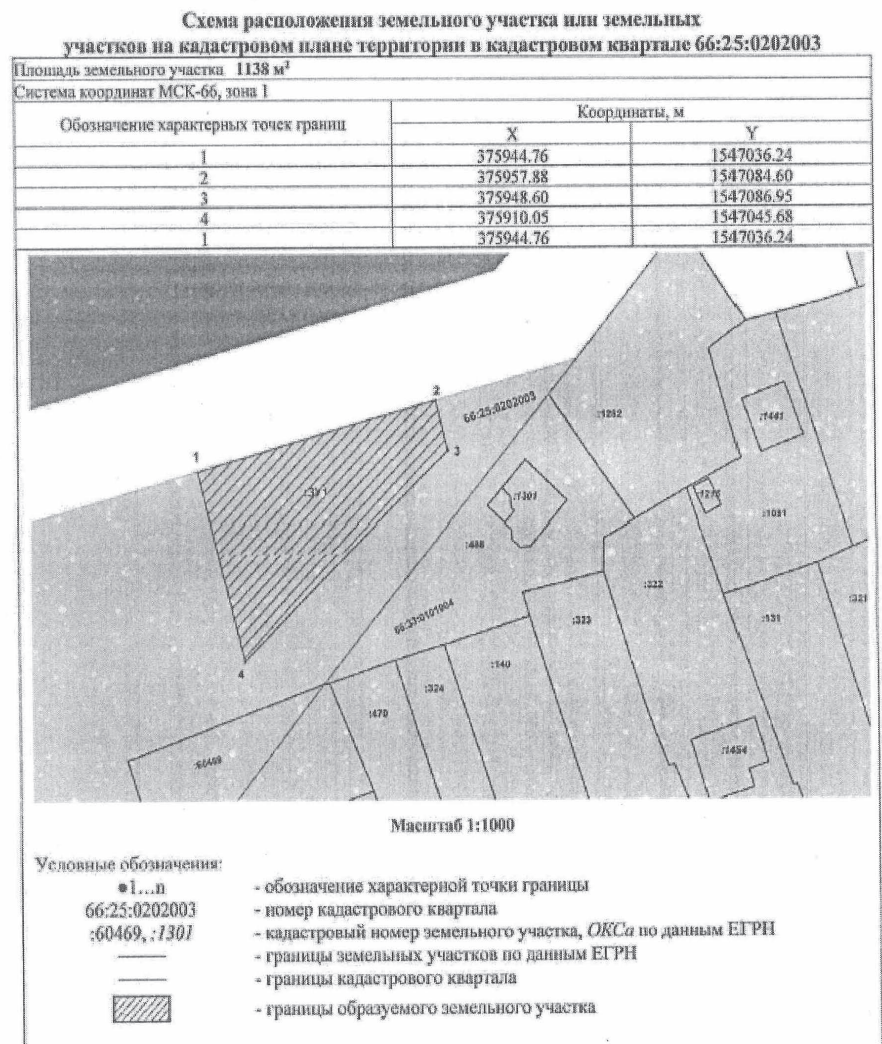 Схема расположения земельного участка или земельных
участков на кадастровом плане территории в кадастровом квартале 66:25:0202003
Площадь земельного участка 1138 м²
Система координат МСК-66, зона 1
Обозначение характерных точек границ
Координаты, м
X Y
1 375944.76 1547036.24
2 375957.88 1547084.60
3 375948.60 1547086.95
4 375910.05 1547045.68
1 375944.76 1547036.24
2
66:25:0202003
:1282
:1461
1
3
:371
:1301
:1215
:1081
:488
:322
:321
66:33:0101004
:323
:131
4
:140
:324
:470
:60469
:1454
Масштаб 1:1000
Условные обозначения:
●1...n - обозначение характерной точки границы
66:25:0202003 - номер кадастрового квартала
:60469, :1301 - кадастровый номер земельного участка, ОКСа по данным ЕГРН
- границы земельных участков по данным ЕГРН
- границы кадастрового квартала
- границы образуемого земельного участка